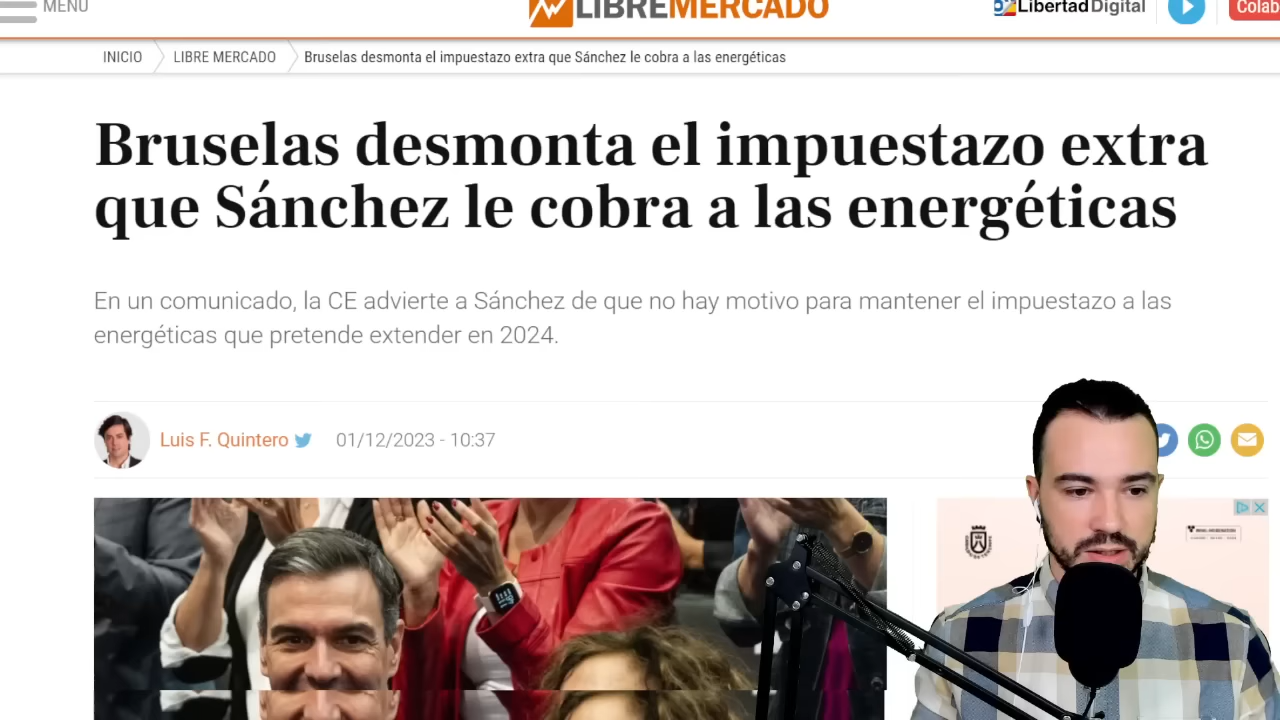 MENÚ
LIBREMERCADO
Libertad Digital
Colab
INICIO
LIBRE MERCADO
Bruselas desmonta el impuestazo extra que Sánchez le cobra a las energéticas
Bruselas desmonta el impuestazo extra
que Sánchez le cobra a las energéticas
En un comunicado, la CE advierte a Sánchez de que no hay motivo para mantener el impuestazo a las
energéticas que pretende extender en 2024.
Luis F. Quintero
01/12/2023 - 10:37